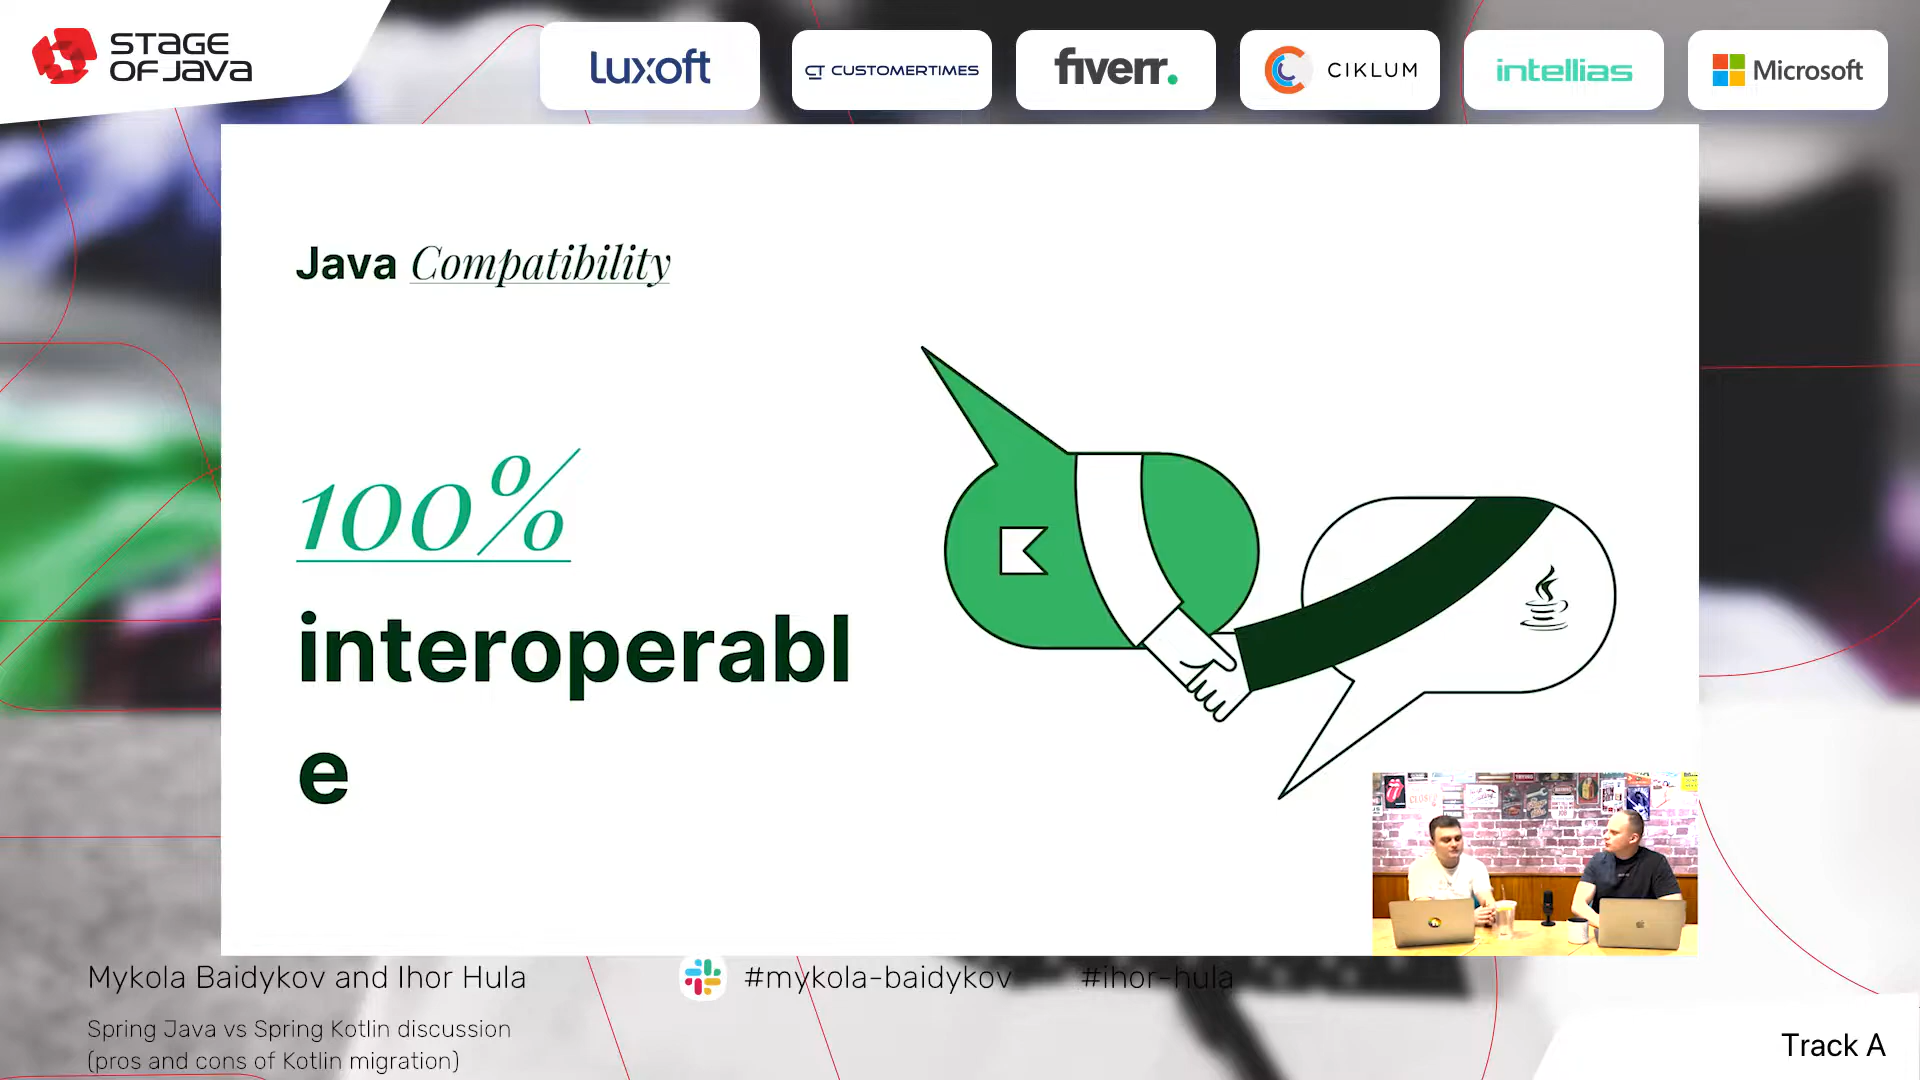 STAGE
OF JAVA
luxoft
CT CUSTOMERTIMES
fiverr.
CIKLUM
intellias
Microsoft
Java Compatibility
100%
interoperabl
e
Mykola Baidykov and Ihor Hula
#mykola-baidykov
#ihor-hula
Spring Java vs Spring Kotlin discussion
(pros and cons of Kotlin migration)
Track A